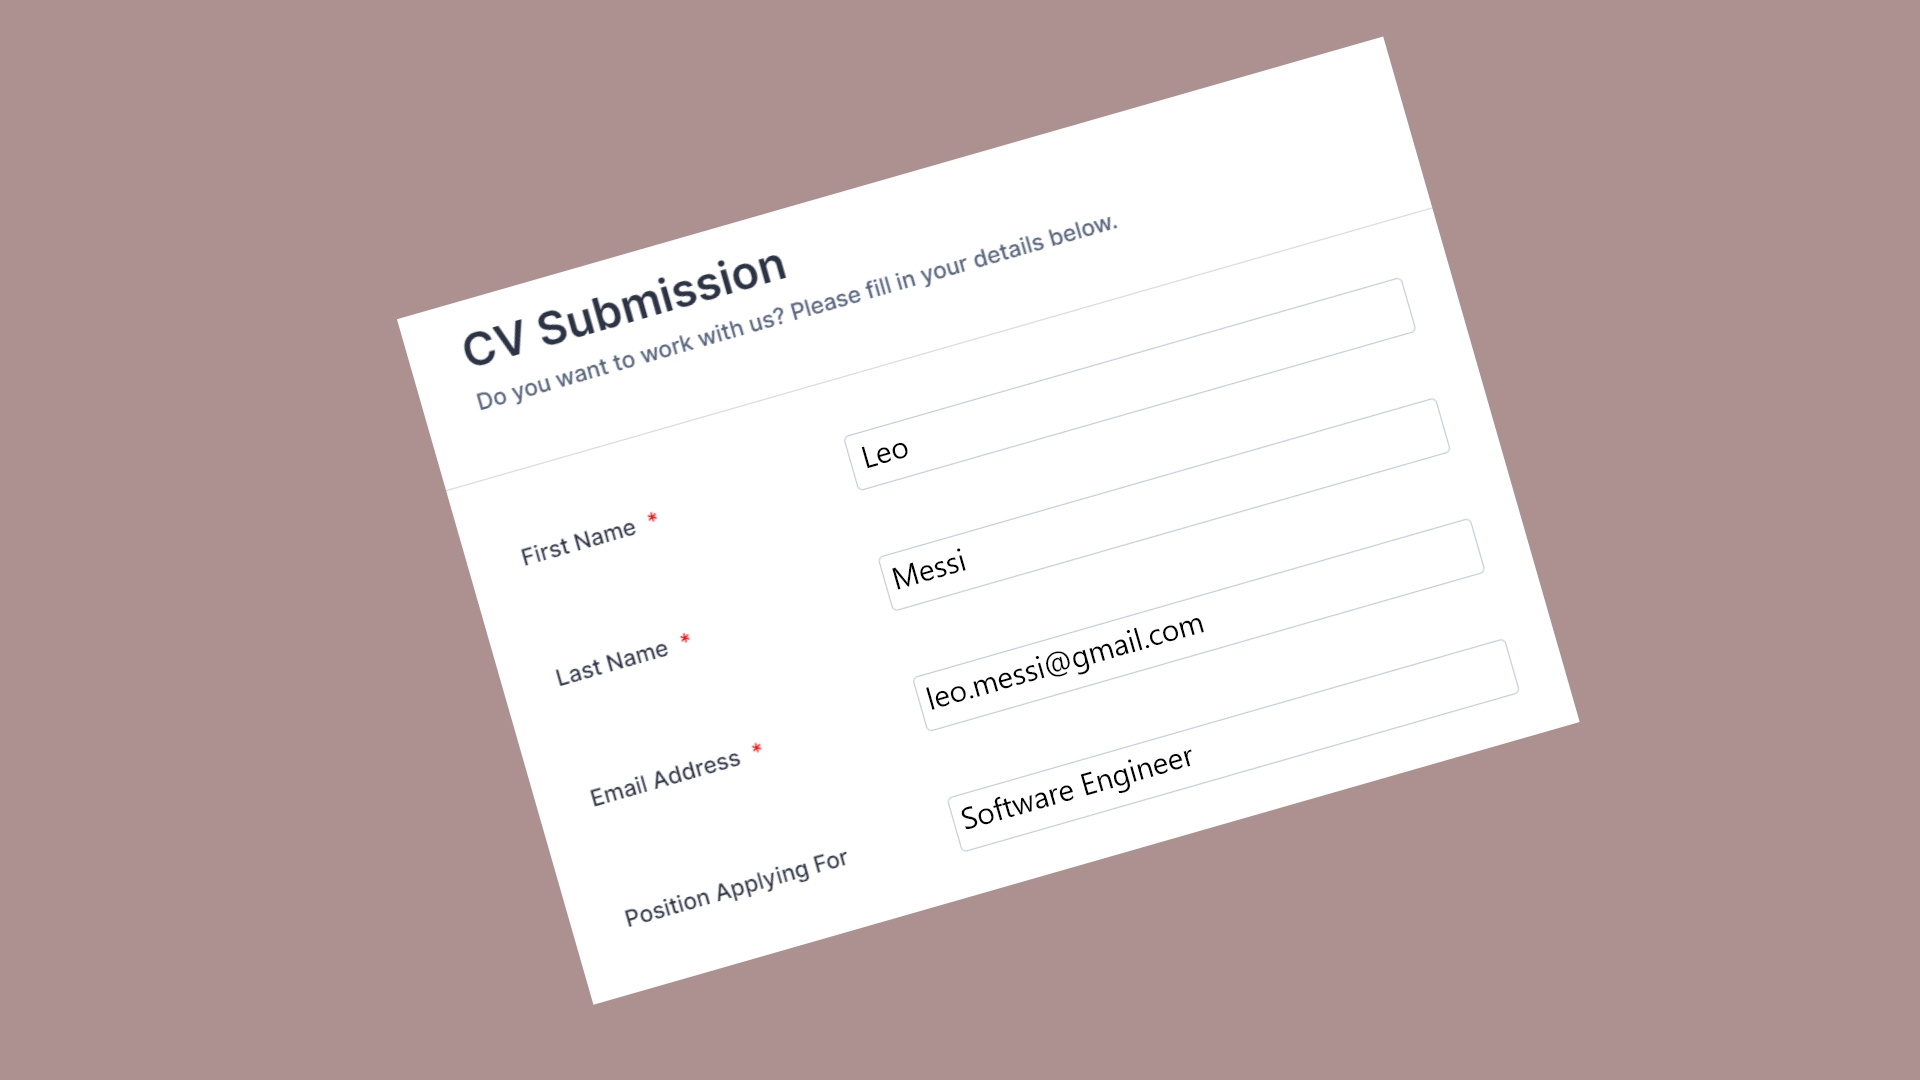 CV Submission
Do you want to work with us? Please fill in your details below.
First Name * Leo
Last Name * Messi
Email Address * leo.messi@gmail.com
Position Applying For Software Engineer